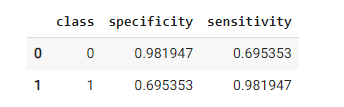 class specificity sensitivity
0 0 0.981947 0.695353
1 1 0.695353 0.981947